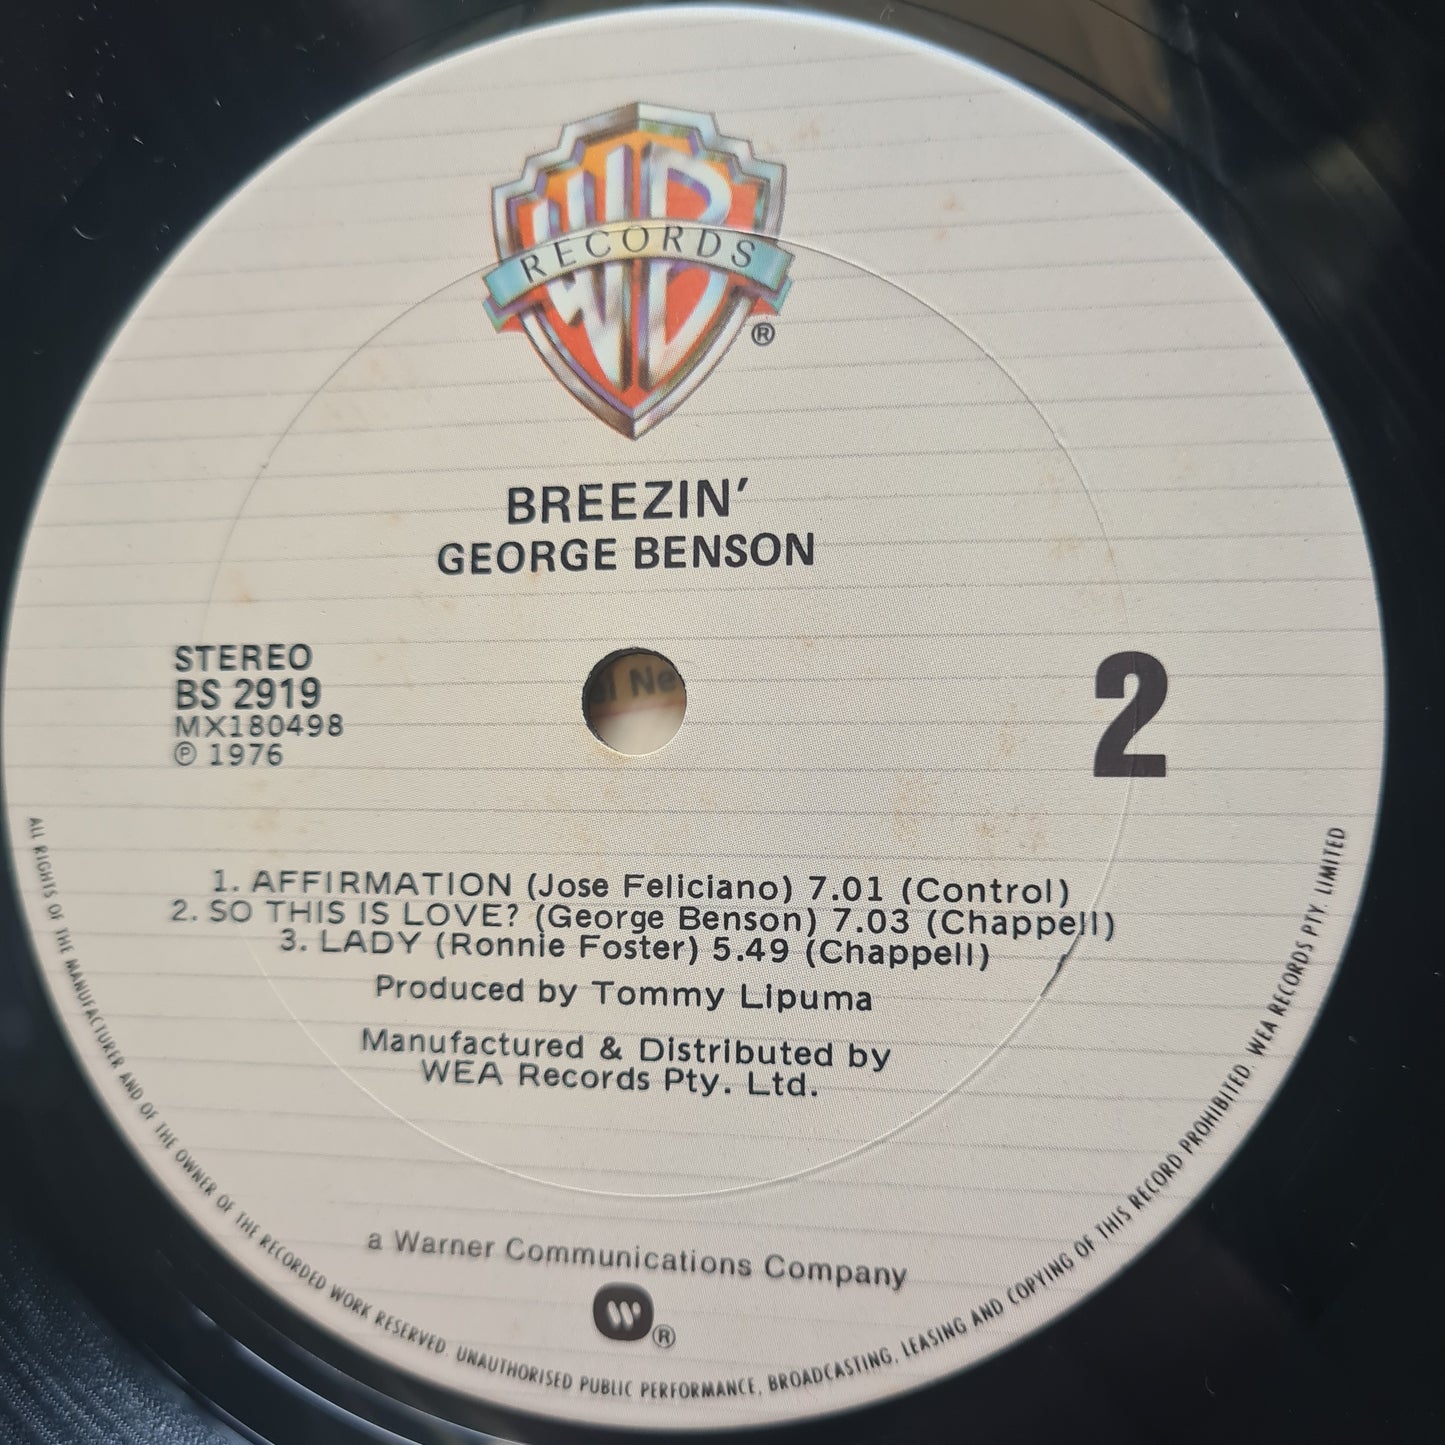 WB
RECORDS
®
BREEZIN'
GEORGE BENSON
STEREO
BS 2919
MX180498
℗ 1976
Ne
2
1. AFFIRMATION (Jose Feliciano) 7.01 (Control)
2. SO THIS IS LOVE? (George Benson) 7.03 (Chappell)
3. LADY (Ronnie Foster) 5.49 (Chappell)
Produced by Tommy Lipuma
Manufactured & Distributed by
WEA Records Pty. Ltd.
a Warner Communications Company
W ®
ALL RIGHTS OF THE MANUFACTURER AND OF THE OWNER OF THE RECORDED WORK RESERVED. UNAUTHORISED PUBLIC PERFORMANCE, BROADCASTING, LEASING AND COPYING OF THIS RECORD PROHIBITED. WEA RECORDS PTY. LIMITED